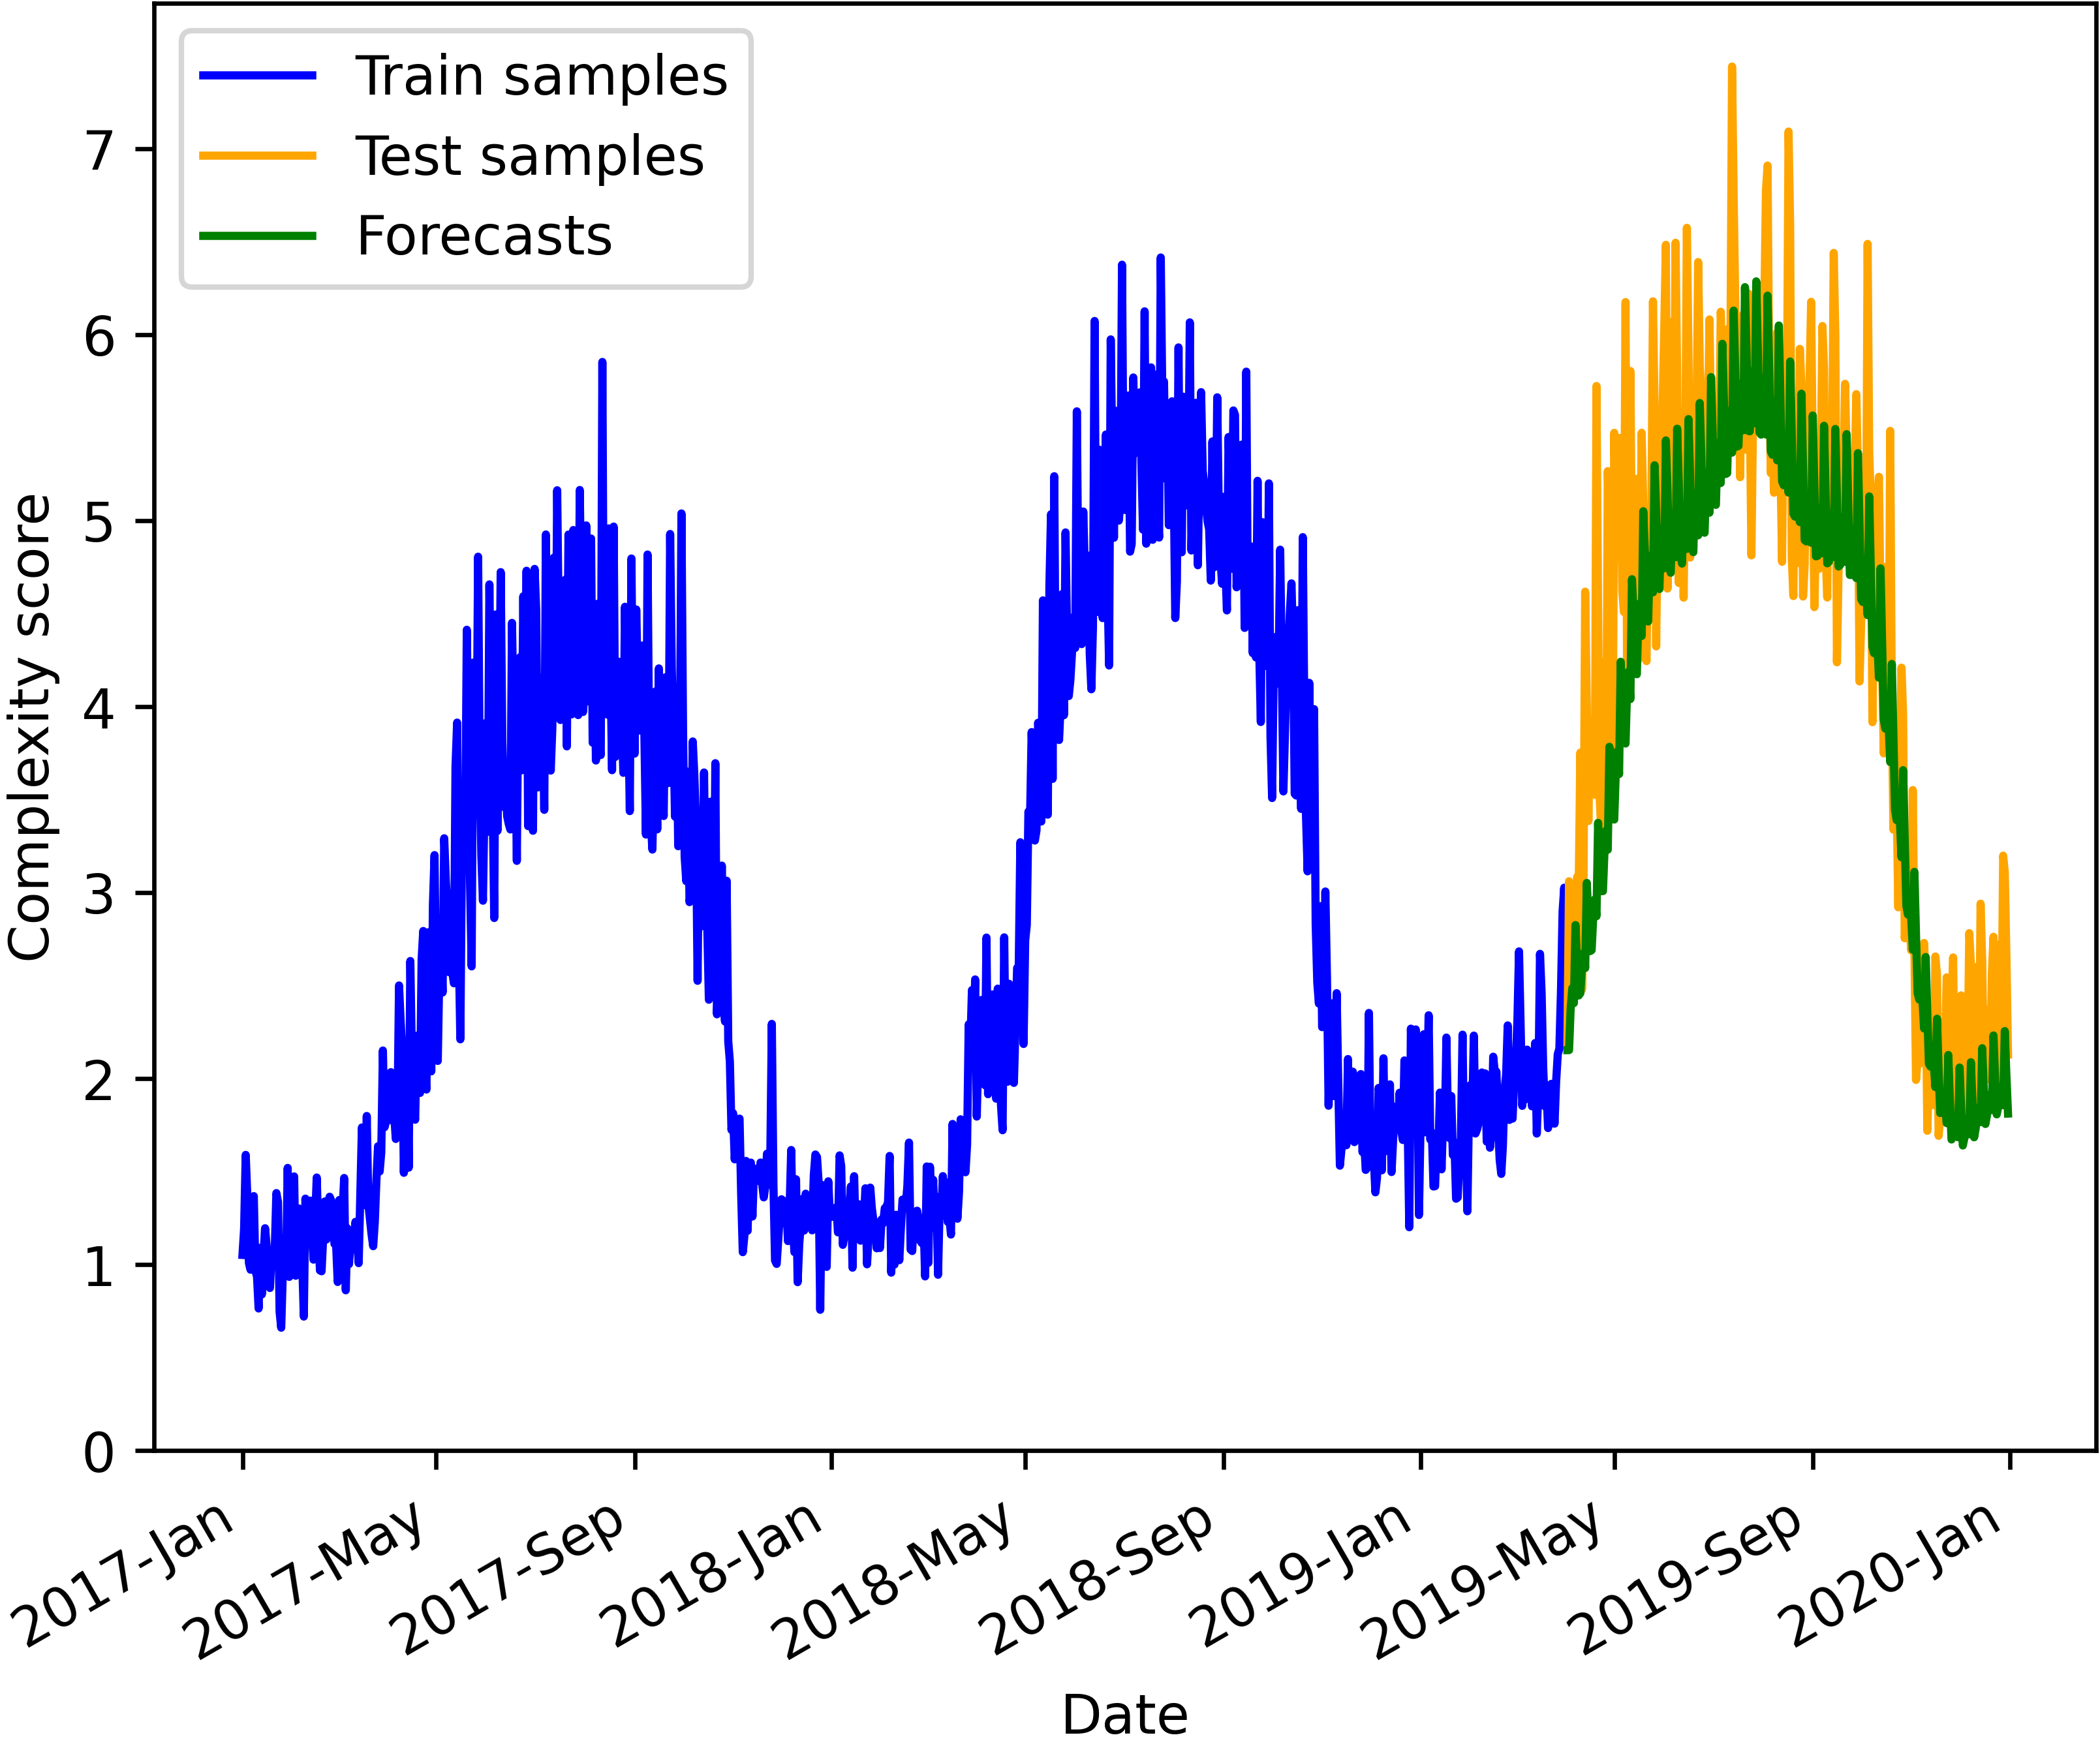 Train samples
Test samples
Forecasts
Complexity score
7
6
5
4
3
2
1
0
2017-Jan
2017-May
2017-Sep
2018-Jan
2018-May
2018-Sep
2019-Jan
2019-May
2019-Sep
2020-Jan
Date